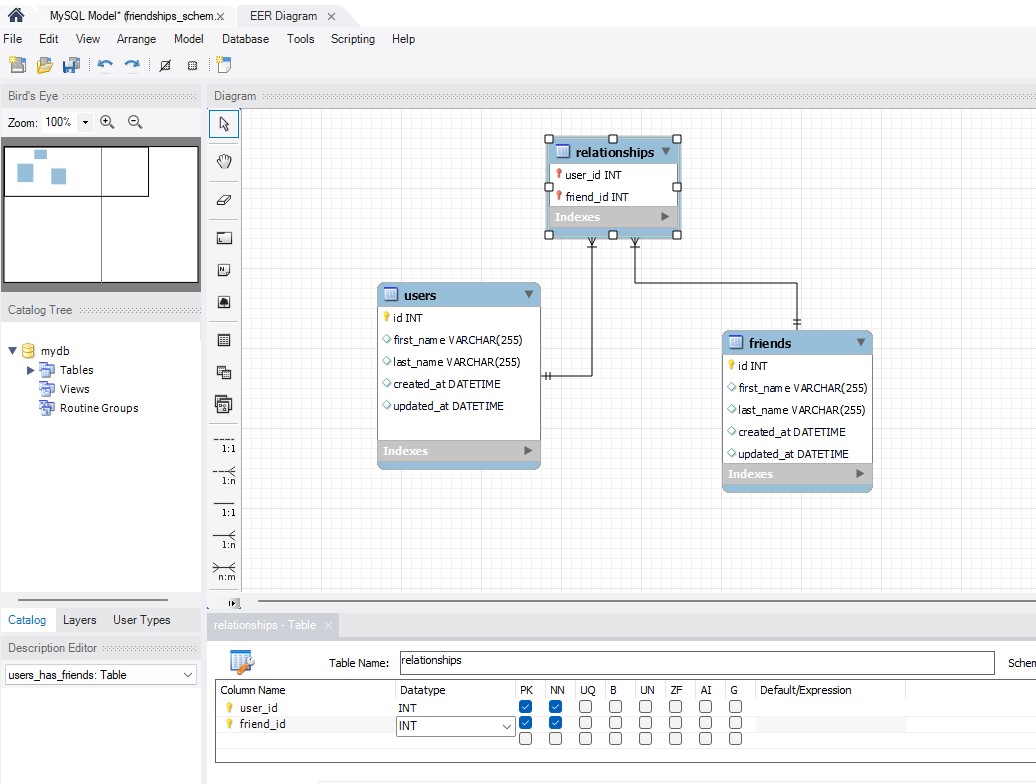 MySQL Model* (friendships_schem.× EER Diagram ×
File Edit View Arrange Model Database Tools Scripting Help
Bird's Eye
Diagram
Zoom: 100%
relationships
user_id INT
friend_id INT
Indexes
users
id INT
first_name VARCHAR(255)
last_name VARCHAR(255)
created_at DATETIME
updated_at DATETIME
Indexes
friends
id INT
first_name VARCHAR(255)
last_name VARCHAR(255)
created_at DATETIME
updated_at DATETIME
Indexes
Catalog Tree
mydb
Tables
Views
Routine Groups
1:1
1:n
1:1
1:n
n:m
Catalog Layers User Types
Description Editor
users_has_friends: Table
relationships - Table ×
Table Name: relationships Schem
Column Name Datatype PK NN UQ B UN ZF AI G Default/Expression
user_id INT
friend_id INT